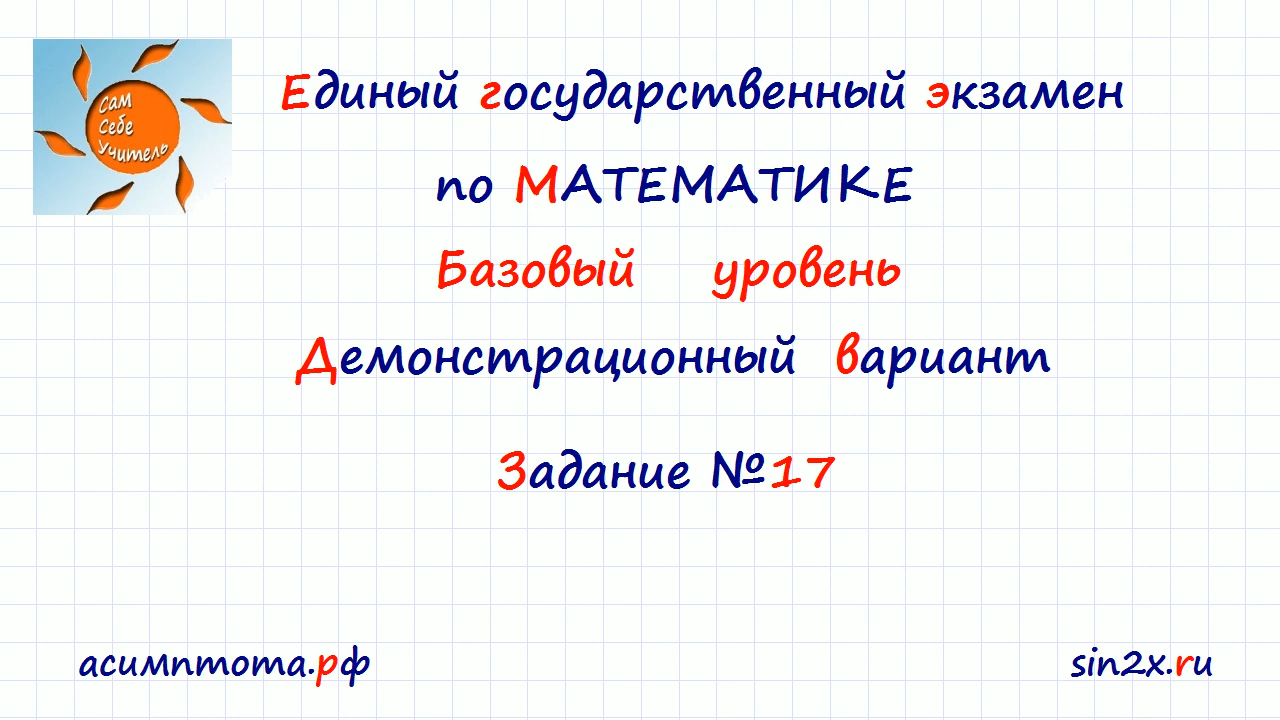 Сам
Себе
Учитель
Единый государственный экзамен
по МАТЕМАТИКЕ
Базовый уровень
Демонстрационный вариант
Задание №17
асимптота.рф
sin2x.ru